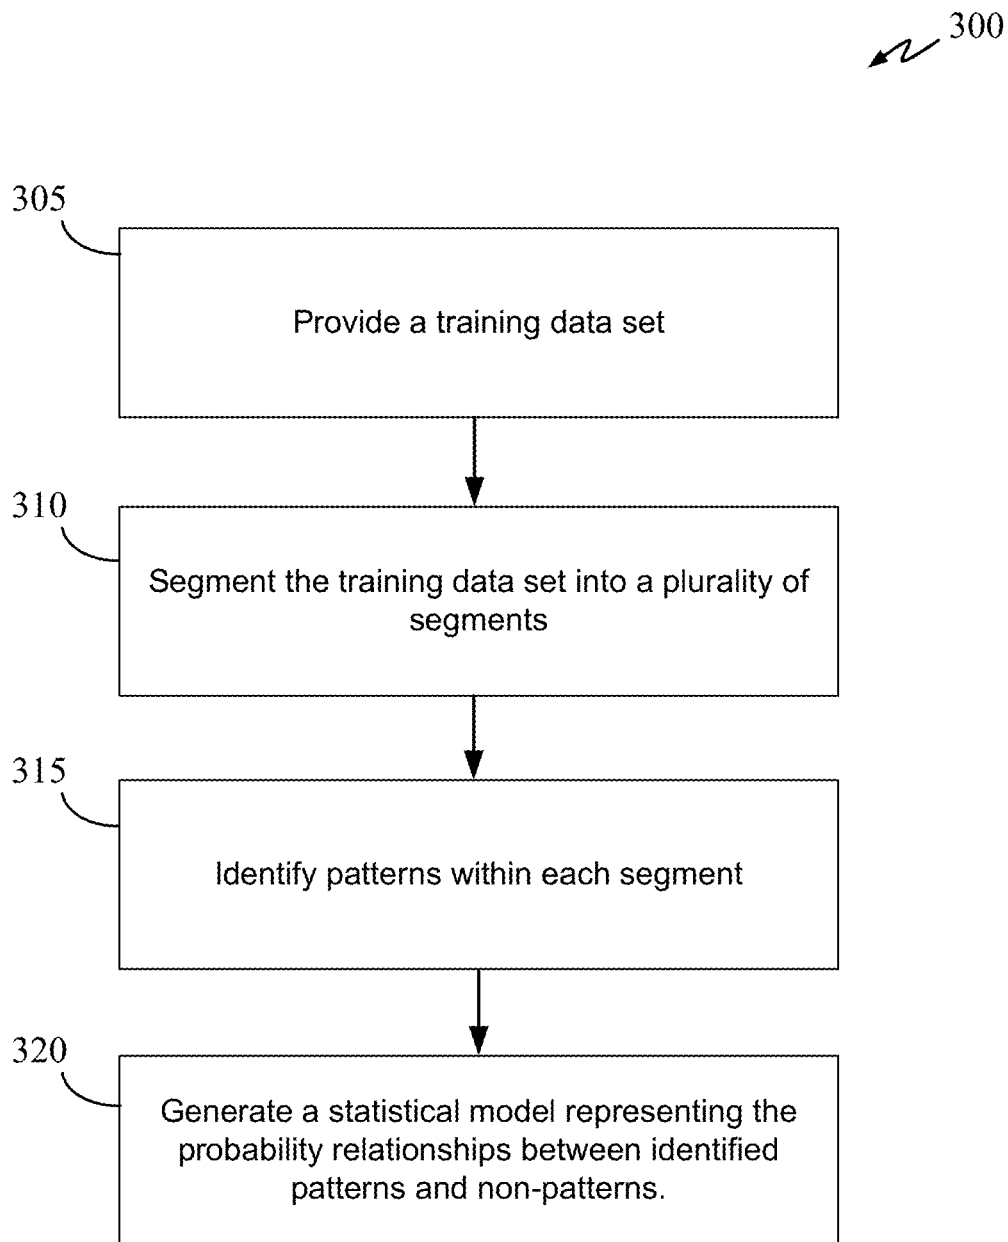 300
305
Provide a training data set
310
Segment the training data set into a plurality of
segments
315
Identify patterns within each segment
320
Generate a statistical model representing the
probability relationships between identified
patterns and non-patterns.